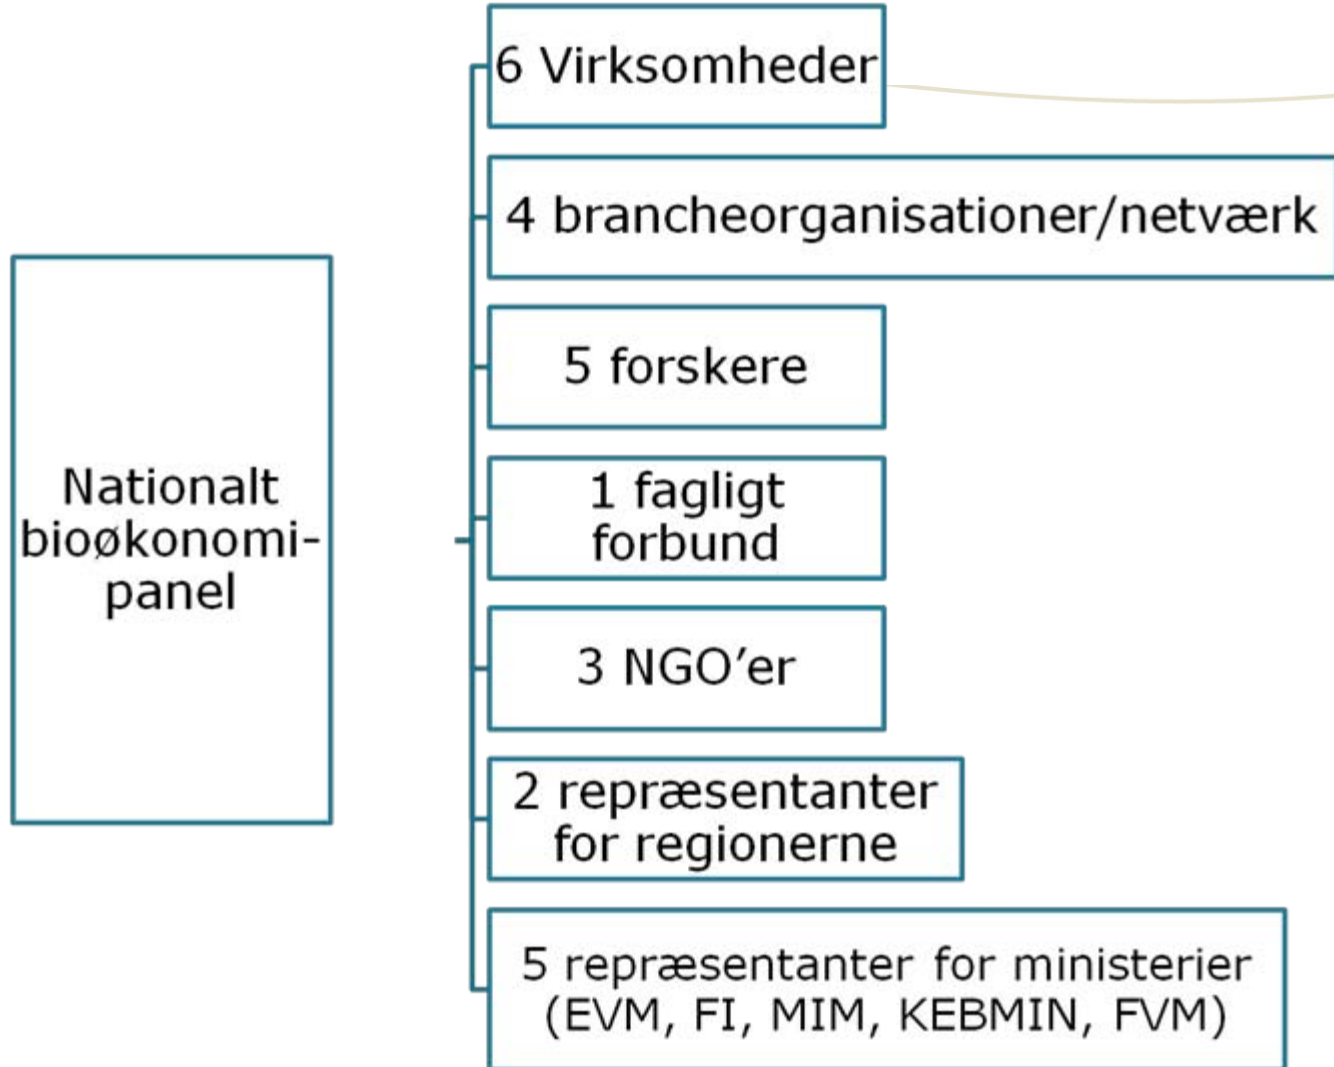 6 Virksomheder
4 brancheorganisationer/netværk
5 forskere
Nationalt
bioøkonomi-
panel
1 fagligt
forbund
3 NGO’er
2 repræsentanter
for regionerne
5 repræsentanter for ministerier
(EVM, FI, MIM, KEBMIN, FVM)